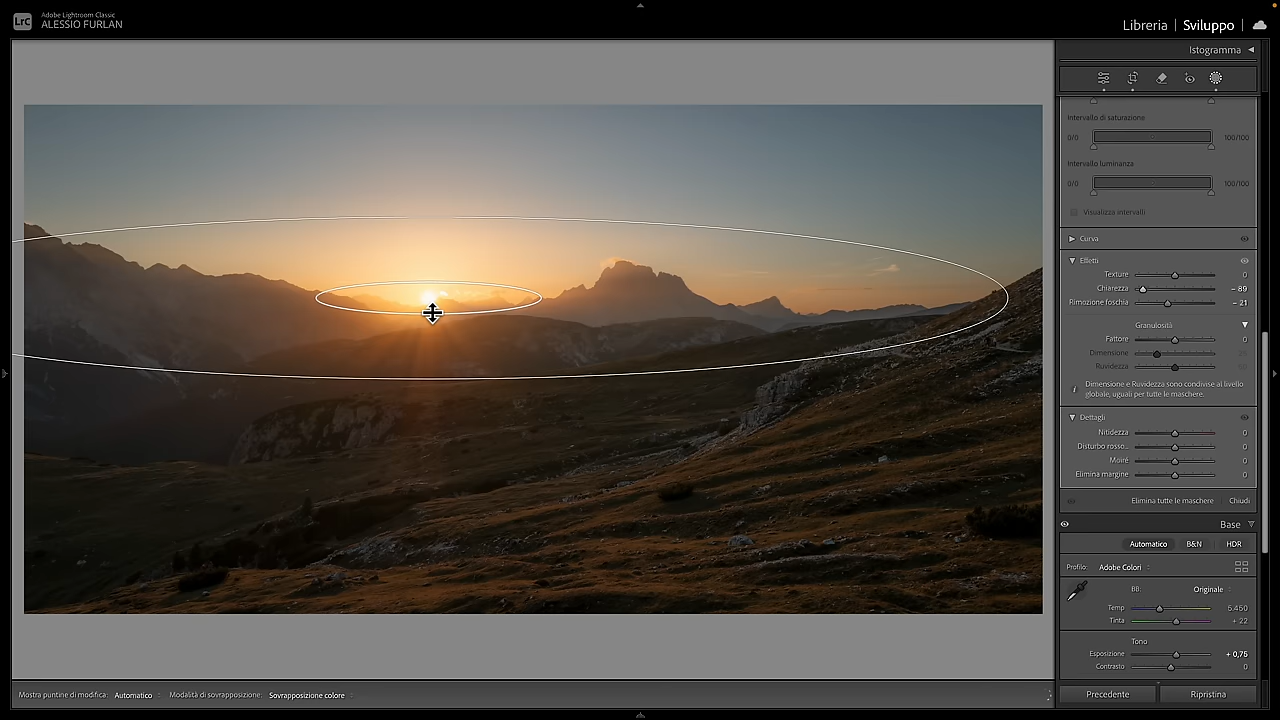 Adobe Lightroom Classic
LrC
ALESSIO FURLAN
Libreria | Sviluppo
Istogramma
Intervallo di saturazione
0/0 100/100
Intervallo luminanza
0/0 100/100
Visualizza intervalli
Curva
Effetti
Texture 0
Chiarezza - 89
Rimozione foschia - 21
Granulosità
Fattore 0
Dimensione
Ruvidezza
Dimensione e Ruvidezza sono condivise al livello
globale, uguali per tutte le maschere.
Dettagli
Nitidezza 0
Disturbo rosso... 0
Moiré 0
Elimina margine 0
Elimina tutte le maschere Chiudi
Base
Automatico B&N HDR
Profilo: Adobe Colori
BB: Originale
Temp 5.450
Tinta + 22
Tono
Esposizione + 0,75
Contrasto 0
Mostra puntine di modifica: Automatico Modalità di sovrapposizione: Sovrapposizione colore
Precedente Ripristina